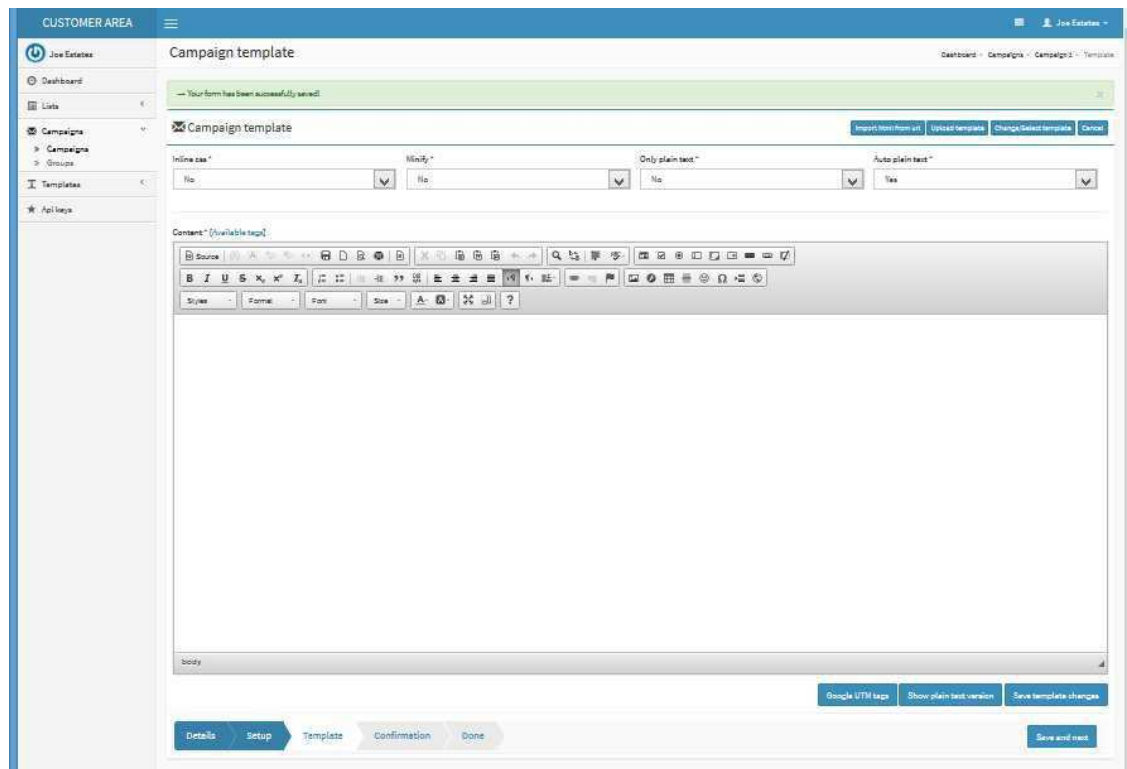 CUSTOMER AREA
Joe Estates
Joe Estates
Campaign template
Dashboard
Campaigns
Campaign 1
Template
Dashboard
Lists
Campaigns
Campaigns
Groups
Templates
Api keys
Your form has been successfully saved!
Campaign template
Import html from url
Upload template
Change/Select template
Cancel
Inline css *
Minify *
Only plain text *
Auto plain text *
No
No
No
Yes
Content * [Available tags]
Source
B I U S x₂ x² Tx
Styles
Format
Font
Size
A
A
?
body
Google UTM tags
Show plain text version
Save template changes
Details
Setup
Template
Confirmation
Done
Save and next